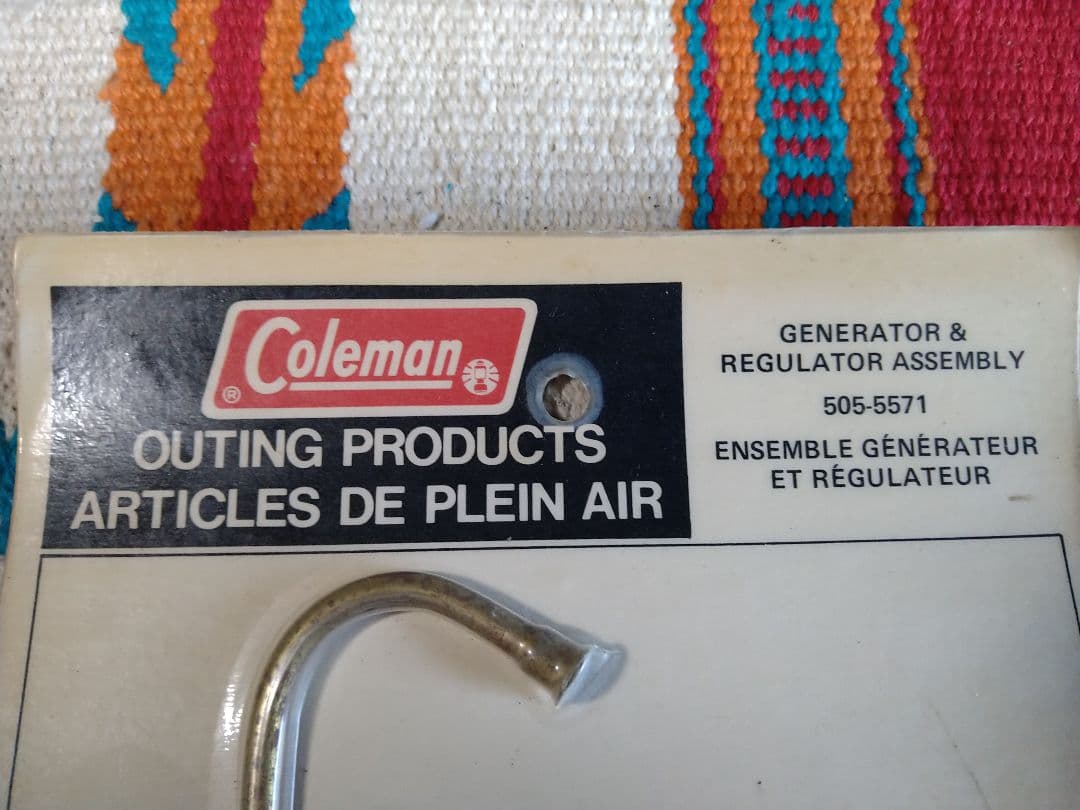 Coleman
®
OUTING PRODUCTS
ARTICLES DE PLEIN AIR
GENERATOR &
REGULATOR ASSEMBLY
505-5571
ENSEMBLE GÉNÉRATEUR
ET RÉGULATEUR